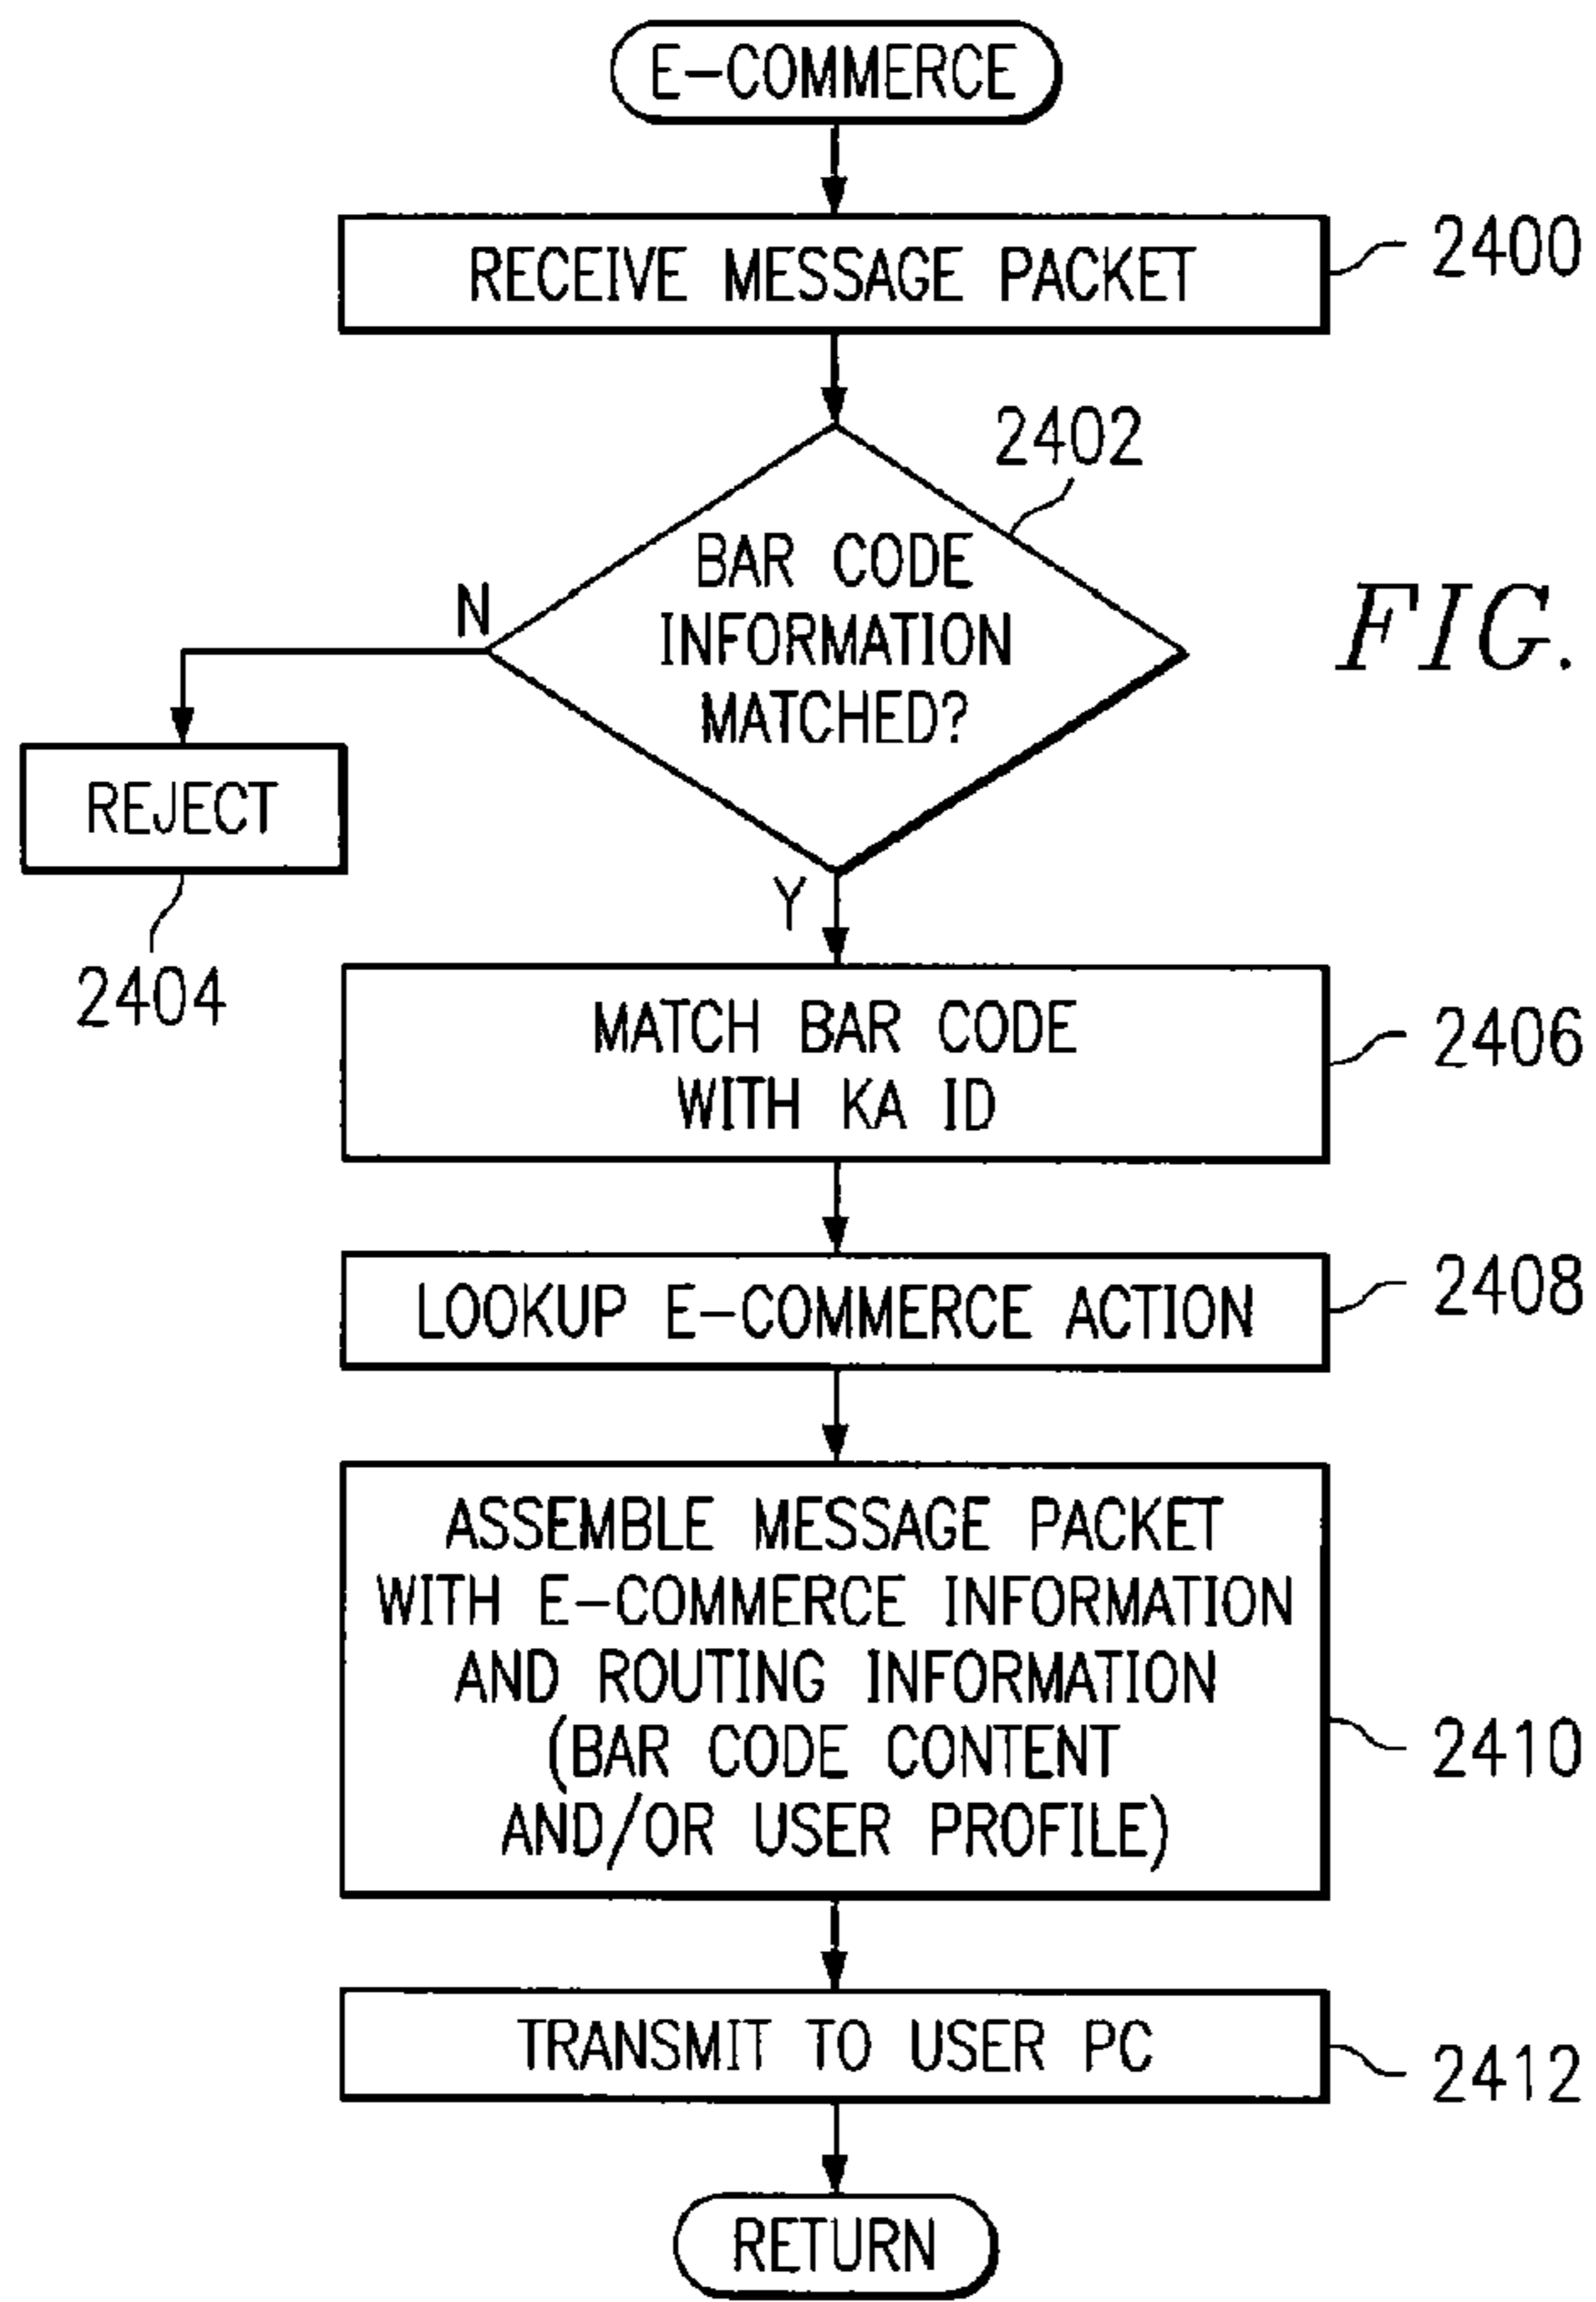 E-COMMERCE
RECEIVE MESSAGE PACKET
2400
2402
BAR CODE
INFORMATION
MATCHED?
N
FIG.
REJECT
2404
Y
MATCH BAR CODE
WITH KA ID
2406
LOOKUP E-COMMERCE ACTION
2408
ASSEMBLE MESSAGE PACKET
WITH E-COMMERCE INFORMATION
AND ROUTING INFORMATION
(BAR CODE CONTENT
AND/OR USER PROFILE)
2410
TRANSMIT TO USER PC
2412
RETURN